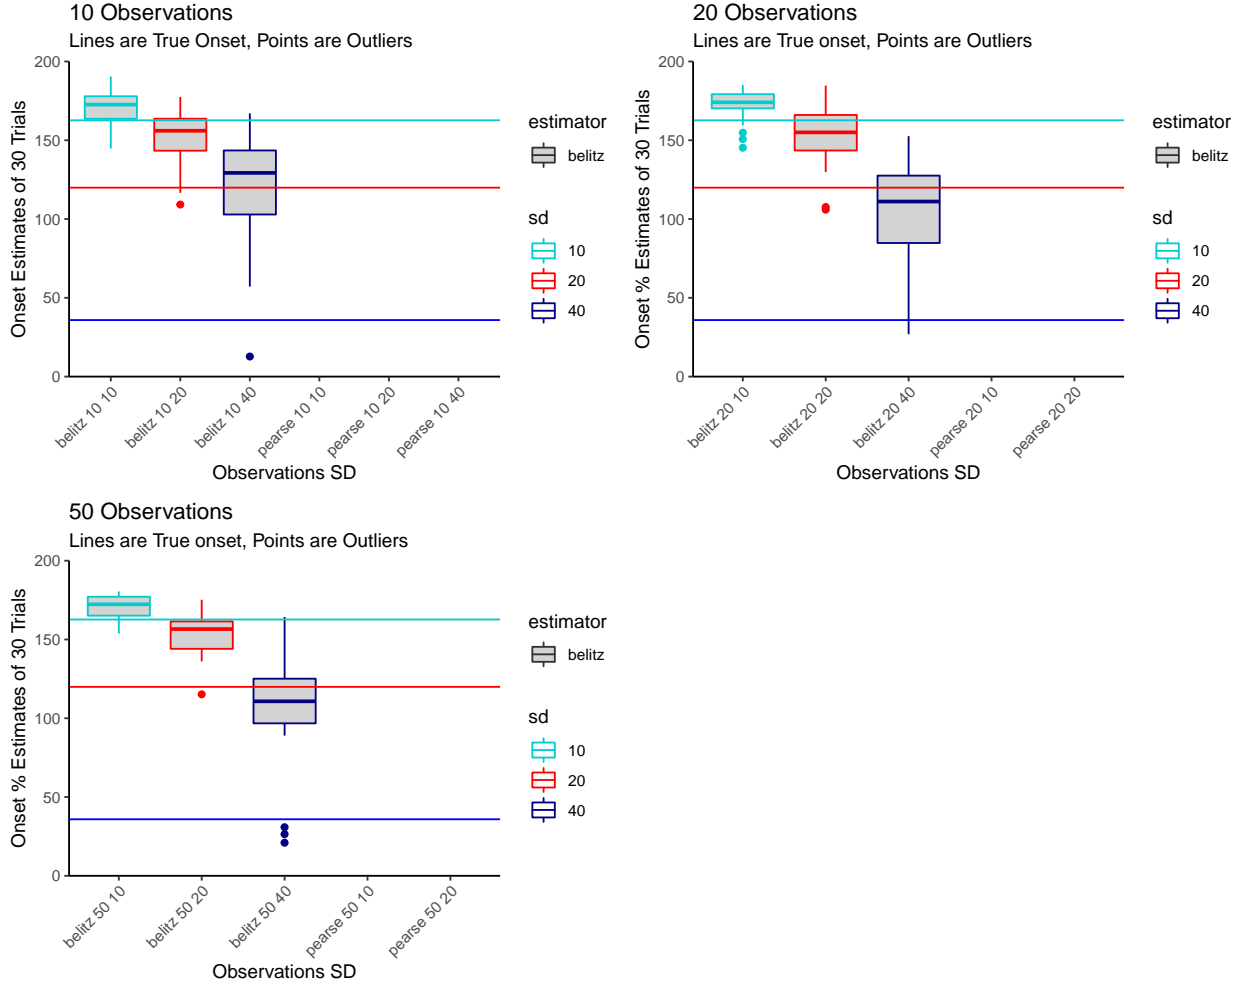 10 Observations
Lines are True Onset, Points are Outliers
Onset Estimates of 30 Trials
200
150
100
50
0
belitz 10 10
belitz 10 20
belitz 10 40
pearse 10 10
pearse 10 20
pearse 10 40
Observations SD
estimator
belitz
sd
10
20
40
20 Observations
Lines are True onset, Points are Outliers
Onset % Estimates of 30 Trials
200
150
100
50
0
belitz 20 10
belitz 20 20
belitz 20 40
pearse 20 10
pearse 20 20
Observations SD
estimator
belitz
sd
10
20
40
50 Observations
Lines are True onset, Points are Outliers
Onset % Estimates of 30 Trials
200
150
100
50
0
belitz 50 10
belitz 50 20
belitz 50 40
pearse 50 10
pearse 50 20
Observations SD
estimator
belitz
sd
10
20
40